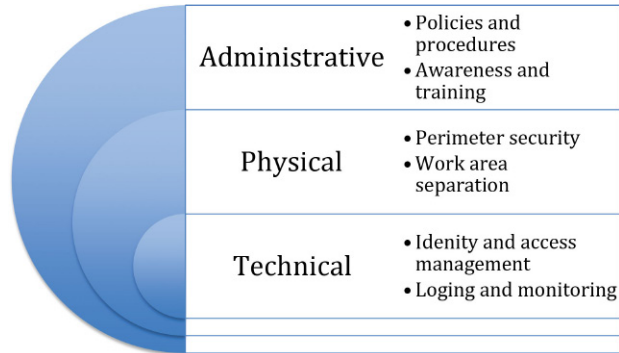 Administrative
• Policies and
procedures
• Awareness and
training
Physical
• Perimeter security
• Work area
separation
Technical
• Idenity and access
management
• Loging and monitoring